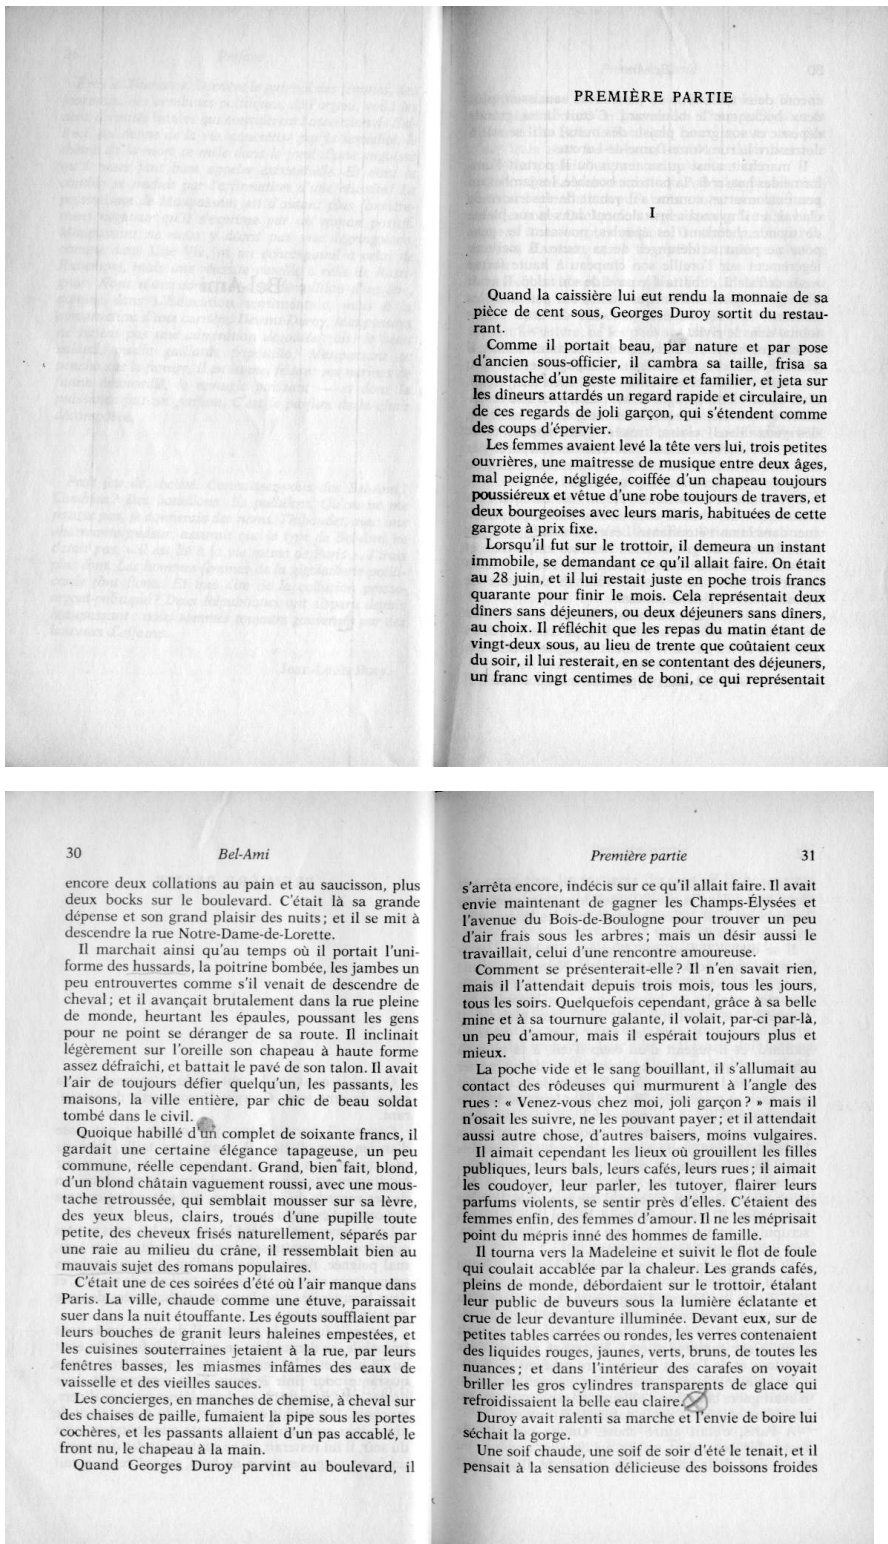 PREMIÈRE PARTIE
I
Quand la caissière lui eut rendu la monnaie de sa
pièce de cent sous, Georges Duroy sortit du restau-
rant.
Comme il portait beau, par nature et par pose
d'ancien sous-officier, il cambra sa taille, frisa sa
moustache d'un geste militaire et familier, et jeta sur
les dîneurs attardés un regard rapide et circulaire, un
de ces regards de joli garçon, qui s'étendent comme
des coups d'épervier.
Les femmes avaient levé la tête vers lui, trois petites
ouvrières, une maîtresse de musique entre deux âges,
mal peignée, négligée, coiffée d'un chapeau toujours
poussiéreux et vêtue d'une robe toujours de travers, et
deux bourgeoises avec leurs maris, habituées de cette
gargote à prix fixe.
Lorsqu'il fut sur le trottoir, il demeura un instant
immobile, se demandant ce qu'il allait faire. On était
au 28 juin, et il lui restait juste en poche trois francs
quarante pour finir le mois. Cela représentait deux
dîners sans déjeuners, ou deux déjeuners sans dîners,
au choix. Il réfléchit que les repas du matin étant de
vingt-deux sous, au lieu de trente que coûtaient ceux
du soir, il lui resterait, en se contentant des déjeuners,
un franc vingt centimes de boni, ce qui représentait
30 Bel-Ami
encore deux collations au pain et au saucisson, plus
deux bocks sur le boulevard. C'était là sa grande
dépense et son grand plaisir des nuits ; et il se mit à
descendre la rue Notre-Dame-de-Lorette.
Il marchait ainsi qu'au temps où il portait l'uni-
forme des hussards, la poitrine bombée, les jambes un
peu entrouvertes comme s'il venait de descendre de
cheval ; et il avançait brutalement dans la rue pleine
de monde, heurtant les épaules, poussant les gens
pour ne point se déranger de sa route. Il inclinait
légèrement sur l'oreille son chapeau à haute forme
assez défraîchi, et battait le pavé de son talon. Il avait
l'air de toujours défier quelqu'un, les passants, les
maisons, la ville entière, par chic de beau soldat
tombé dans le civil.
Quoique habillé d'un complet de soixante francs, il
gardait une certaine élégance tapageuse, un peu
commune, réelle cependant. Grand, bien fait, blond,
d'un blond châtain vaguement roussi, avec une mous-
tache retroussée, qui semblait mousser sur sa lèvre,
des yeux bleus, clairs, troués d'une pupille toute
petite, des cheveux frisés naturellement, séparés par
une raie au milieu du crâne, il ressemblait bien au
mauvais sujet des romans populaires.
C'était une de ces soirées d'été où l'air manque dans
Paris. La ville, chaude comme une étuve, paraissait
suer dans la nuit étouffante. Les égouts soufflaient par
leurs bouches de granit leurs haleines empestées, et
les cuisines souterraines jetaient à la rue, par leurs
fenêtres basses, les miasmes infâmes des eaux de
vaisselle et des vieilles sauces.
Les concierges, en manches de chemise, à cheval sur
des chaises de paille, fumaient la pipe sous les portes
cochères, et les passants allaient d'un pas accablé, le
front nu, le chapeau à la main.
Quand Georges Duroy parvint au boulevard, il
Première partie 31
s'arrêta encore, indécis sur ce qu'il allait faire. Il avait
envie maintenant de gagner les Champs-Élysées et
l'avenue du Bois-de-Boulogne pour trouver un peu
d'air frais sous les arbres ; mais un désir aussi le
travaillait, celui d'une rencontre amoureuse.
Comment se présenterait-elle ? Il n'en savait rien,
mais il l'attendait depuis trois mois, tous les jours,
tous les soirs. Quelquefois cependant, grâce à sa belle
mine et à sa tournure galante, il volait, par-ci par-là,
un peu d'amour, mais il espérait toujours plus et
mieux.
La poche vide et le sang bouillant, il s'allumait au
contact des rôdeuses qui murmurent à l'angle des
rues : « Venez-vous chez moi, joli garçon ? » mais il
n'osait les suivre, ne les pouvant payer ; et il attendait
aussi autre chose, d'autres baisers, moins vulgaires.
Il aimait cependant les lieux où grouillent les filles
publiques, leurs bals, leurs cafés, leurs rues ; il aimait
les coudoyer, leur parler, les tutoyer, flairer leurs
parfums violents, se sentir près d'elles. C'étaient des
femmes enfin, des femmes d'amour. Il ne les méprisait
point du mépris inné des hommes de famille.
Il tourna vers la Madeleine et suivit le flot de foule
qui coulait accablée par la chaleur. Les grands cafés,
pleins de monde, débordaient sur le trottoir, étalant
leur public de buveurs sous la lumière éclatante et
crue de leur devanture illuminée. Devant eux, sur de
petites tables carrées ou rondes, les verres contenaient
des liquides rouges, jaunes, verts, bruns, de toutes les
nuances ; et dans l'intérieur des carafes on voyait
briller les gros cylindres transparents de glace qui
refroidissaient la belle eau claire.
Duroy avait ralenti sa marche et l'envie de boire lui
séchait la gorge.
Une soif chaude, une soif de soir d'été le tenait, et il
pensait à la sensation délicieuse des boissons froides